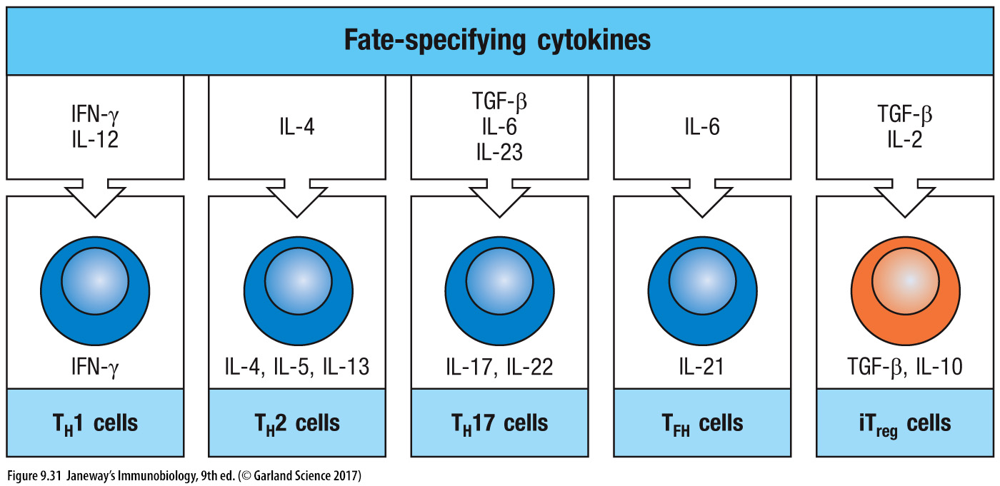 Fate-specifying cytokines
IFN-γ
IL-12
IL-4
TGF-β
IL-6
IL-23
IL-6
TGF-β
IL-2
IFN-γ
IL-4, IL-5, IL-13
IL-17, IL-22
IL-21
TGF-β, IL-10
TH1 cells
TH2 cells
TH17 cells
TFH cells
iTreg cells
Figure 9.31 Janeway’s Immunobiology, 9th ed. (© Garland Science 2017)